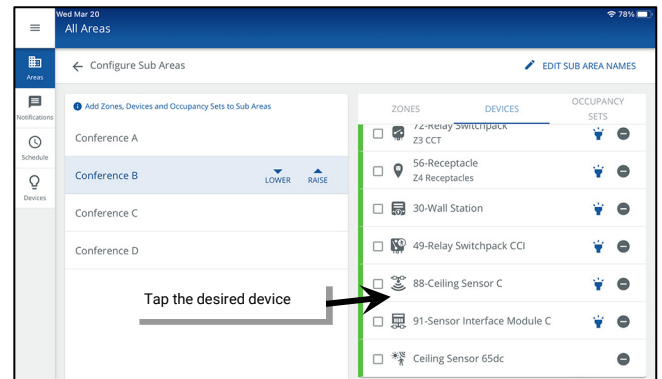 Wed Mar 20
78%
All Areas
Configure Sub Areas
EDIT SUB AREA NAMES
Areas
Notifications
Schedule
Devices
Add Zones, Devices and Occupancy Sets to Sub Areas
Conference A
Conference B
LOWER
RAISE
Conference C
Conference D
Tap the desired device
ZONES
DEVICES
OCCUPANCY
SETS
72-Relay Switchpack
Z3 CCT
56-Receptacle
Z4 Receptacles
30-Wall Station
49-Relay Switchpack CCI
88-Ceiling Sensor C
91-Sensor Interface Module C
Ceiling Sensor 65dc